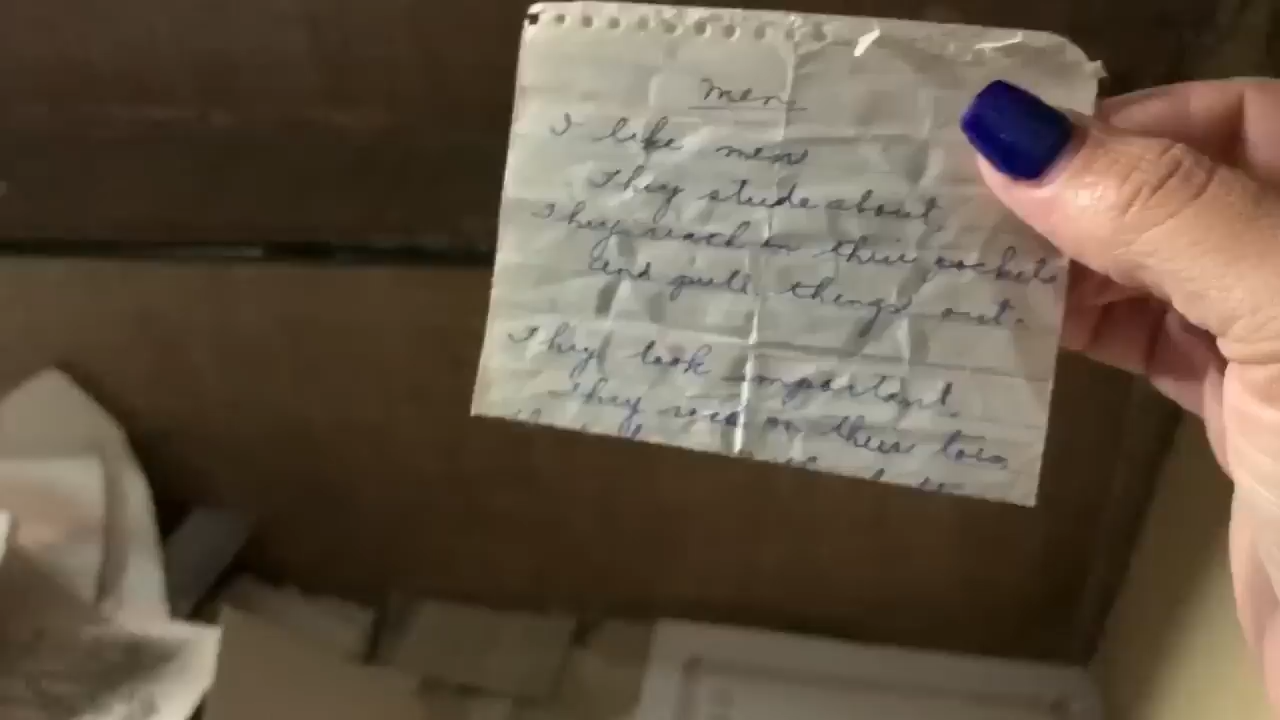 Men
I like men
They stride about,
They reach in their pockets
and pull things out.
They look important
They rock on their toes